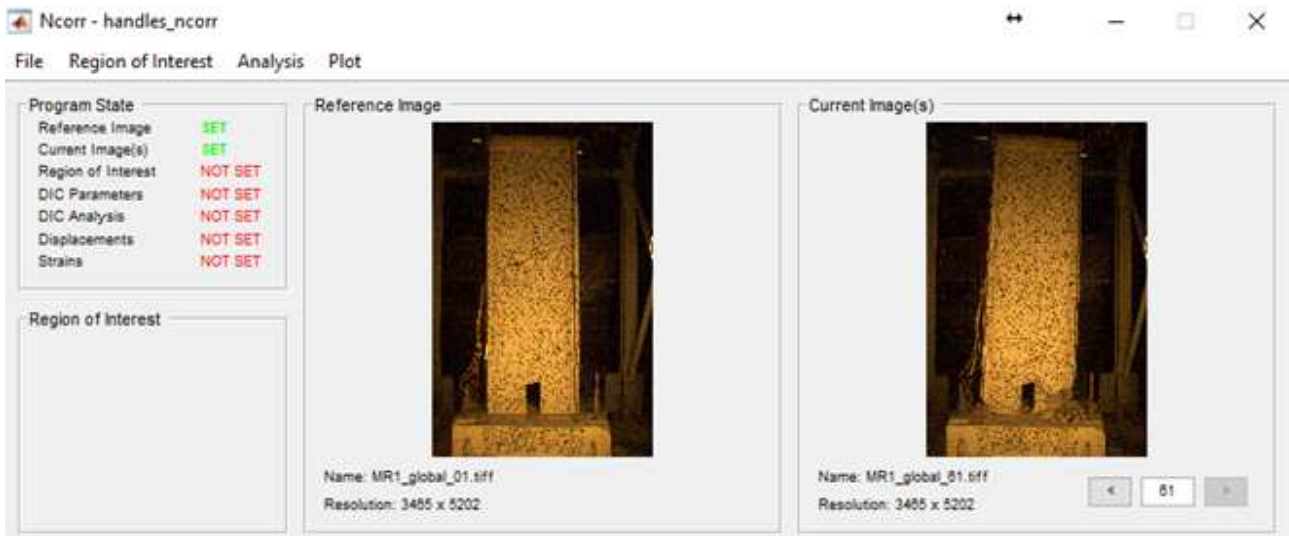 Ncorr - handles_ncorr
File Region of Interest Analysis Plot
Program State
Reference Image SET
Current Image(s) SET
Region of Interest NOT SET
DIC Parameters NOT SET
DIC Analysis NOT SET
Displacements NOT SET
Strains NOT SET
Region of Interest
Reference Image
Name: MR1_global_01.tiff
Resolution: 3465 x 5202
Current Image(s)
Name: MR1_global_61.tiff
Resolution: 3465 x 5202
< 61 >